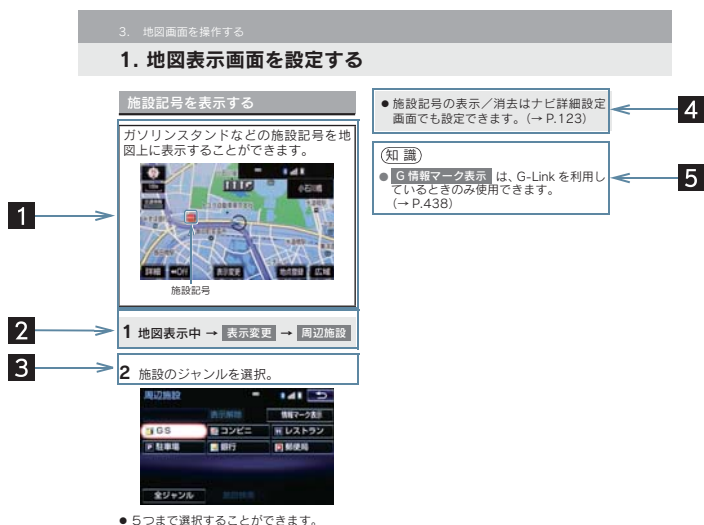 3. 地図画面を操作する
1. 地図表示画面を設定する
施設記号を表示する
ガソリンスタンドなどの施設記号を地
図上に表示することができます。
小石川橋
詳細
OFF
表示変更
地点登録
広域
施設記号
1
2
1 地図表示中 → 表示変更 → 周辺施設
3
2 施設のジャンルを選択。
周辺施設
表示解除
情報マーク表示
GS
コンビニ
レストラン
P 駐車場
銀行
郵便局
全ジャンル
施設検索
● 5つまで選択することができます。
● 施設記号の表示／消去はナビ詳細設定
画面でも設定できます。(→ P.123)
4
知 識
● G 情報マーク表示 は、G-Link を利用し
ているときのみ使用できます。
(→ P.438)
5